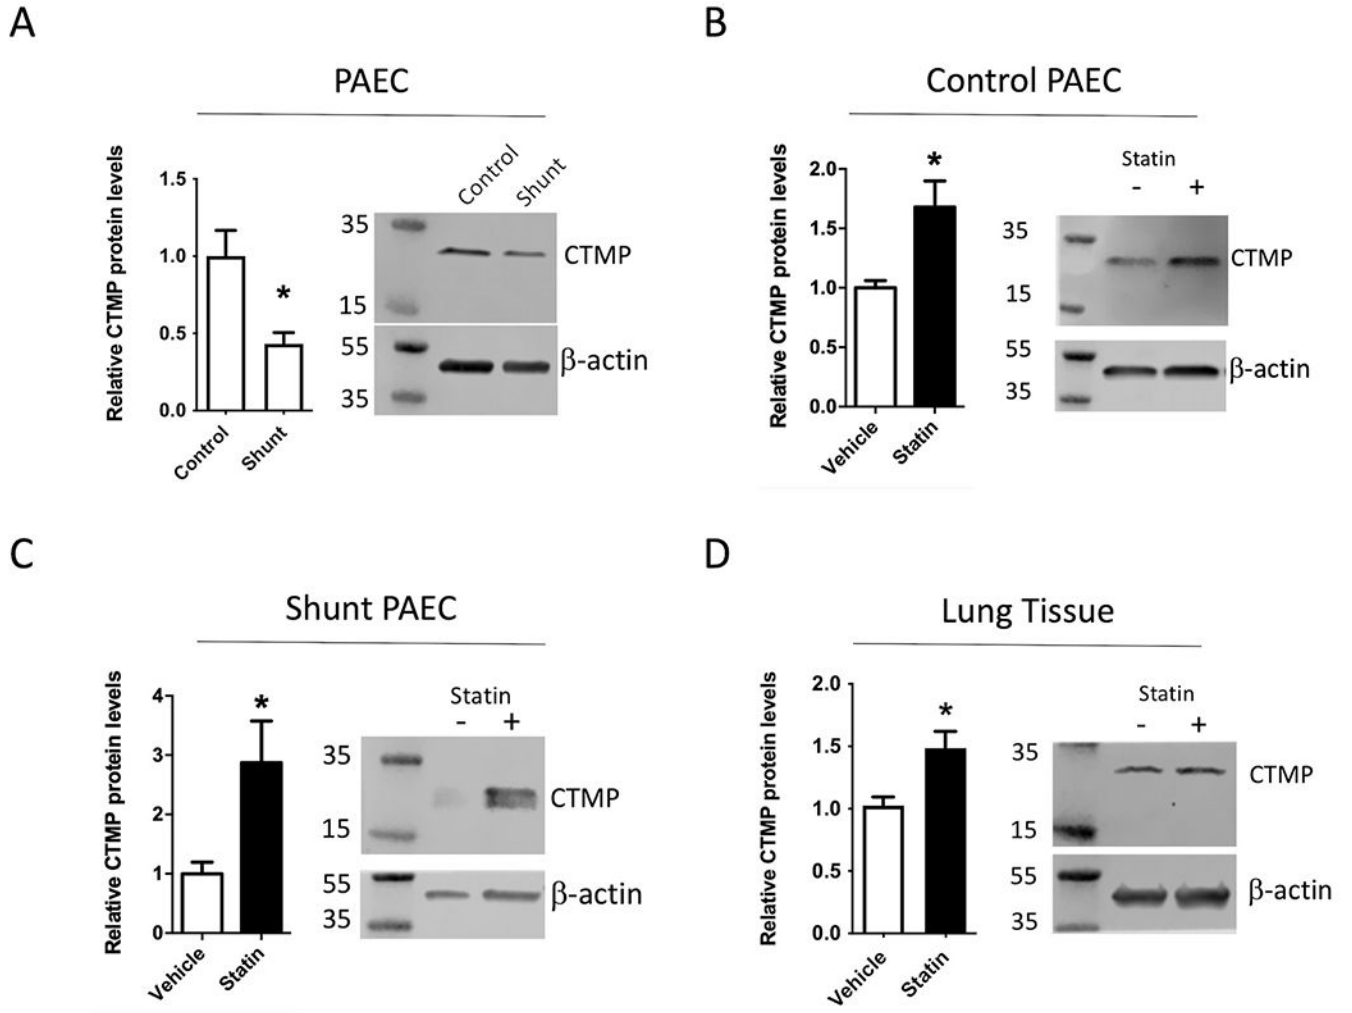 A
PAEC
Relative CTMP protein levels
1.5
1.0
0.5
0.0
*
Control
Shunt
Control
Shunt
35
15
CTMP
55
35
β-actin
B
Control PAEC
Relative CTMP protein levels
2.0
1.5
1.0
0.5
0.0
*
Vehicle
Statin
Statin
- +
35
15
CTMP
55
35
β-actin
C
Shunt PAEC
Relative CTMP protein levels
4
3
2
1
0
*
Vehicle
Statin
Statin
- +
35
15
CTMP
55
35
β-actin
D
Lung Tissue
Relative CTMP protein levels
2.0
1.5
1.0
0.5
0.0
*
Vehicle
Statin
Statin
- +
35
15
CTMP
55
35
β-actin